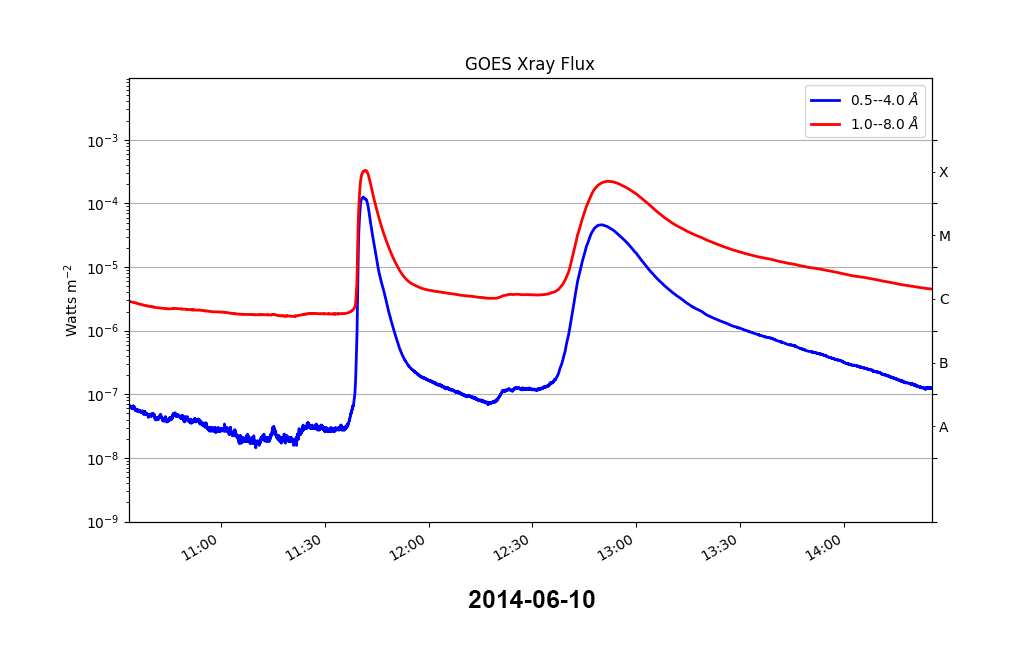 GOES Xray Flux
0.5--4.0 Å
1.0--8.0 Å
Watts m⁻²
10⁻³
10⁻⁴
10⁻⁵
10⁻⁶
10⁻⁷
10⁻⁸
10⁻⁹
X
M
C
B
A
11:00
11:30
12:00
12:30
13:00
13:30
14:00
2014-06-10